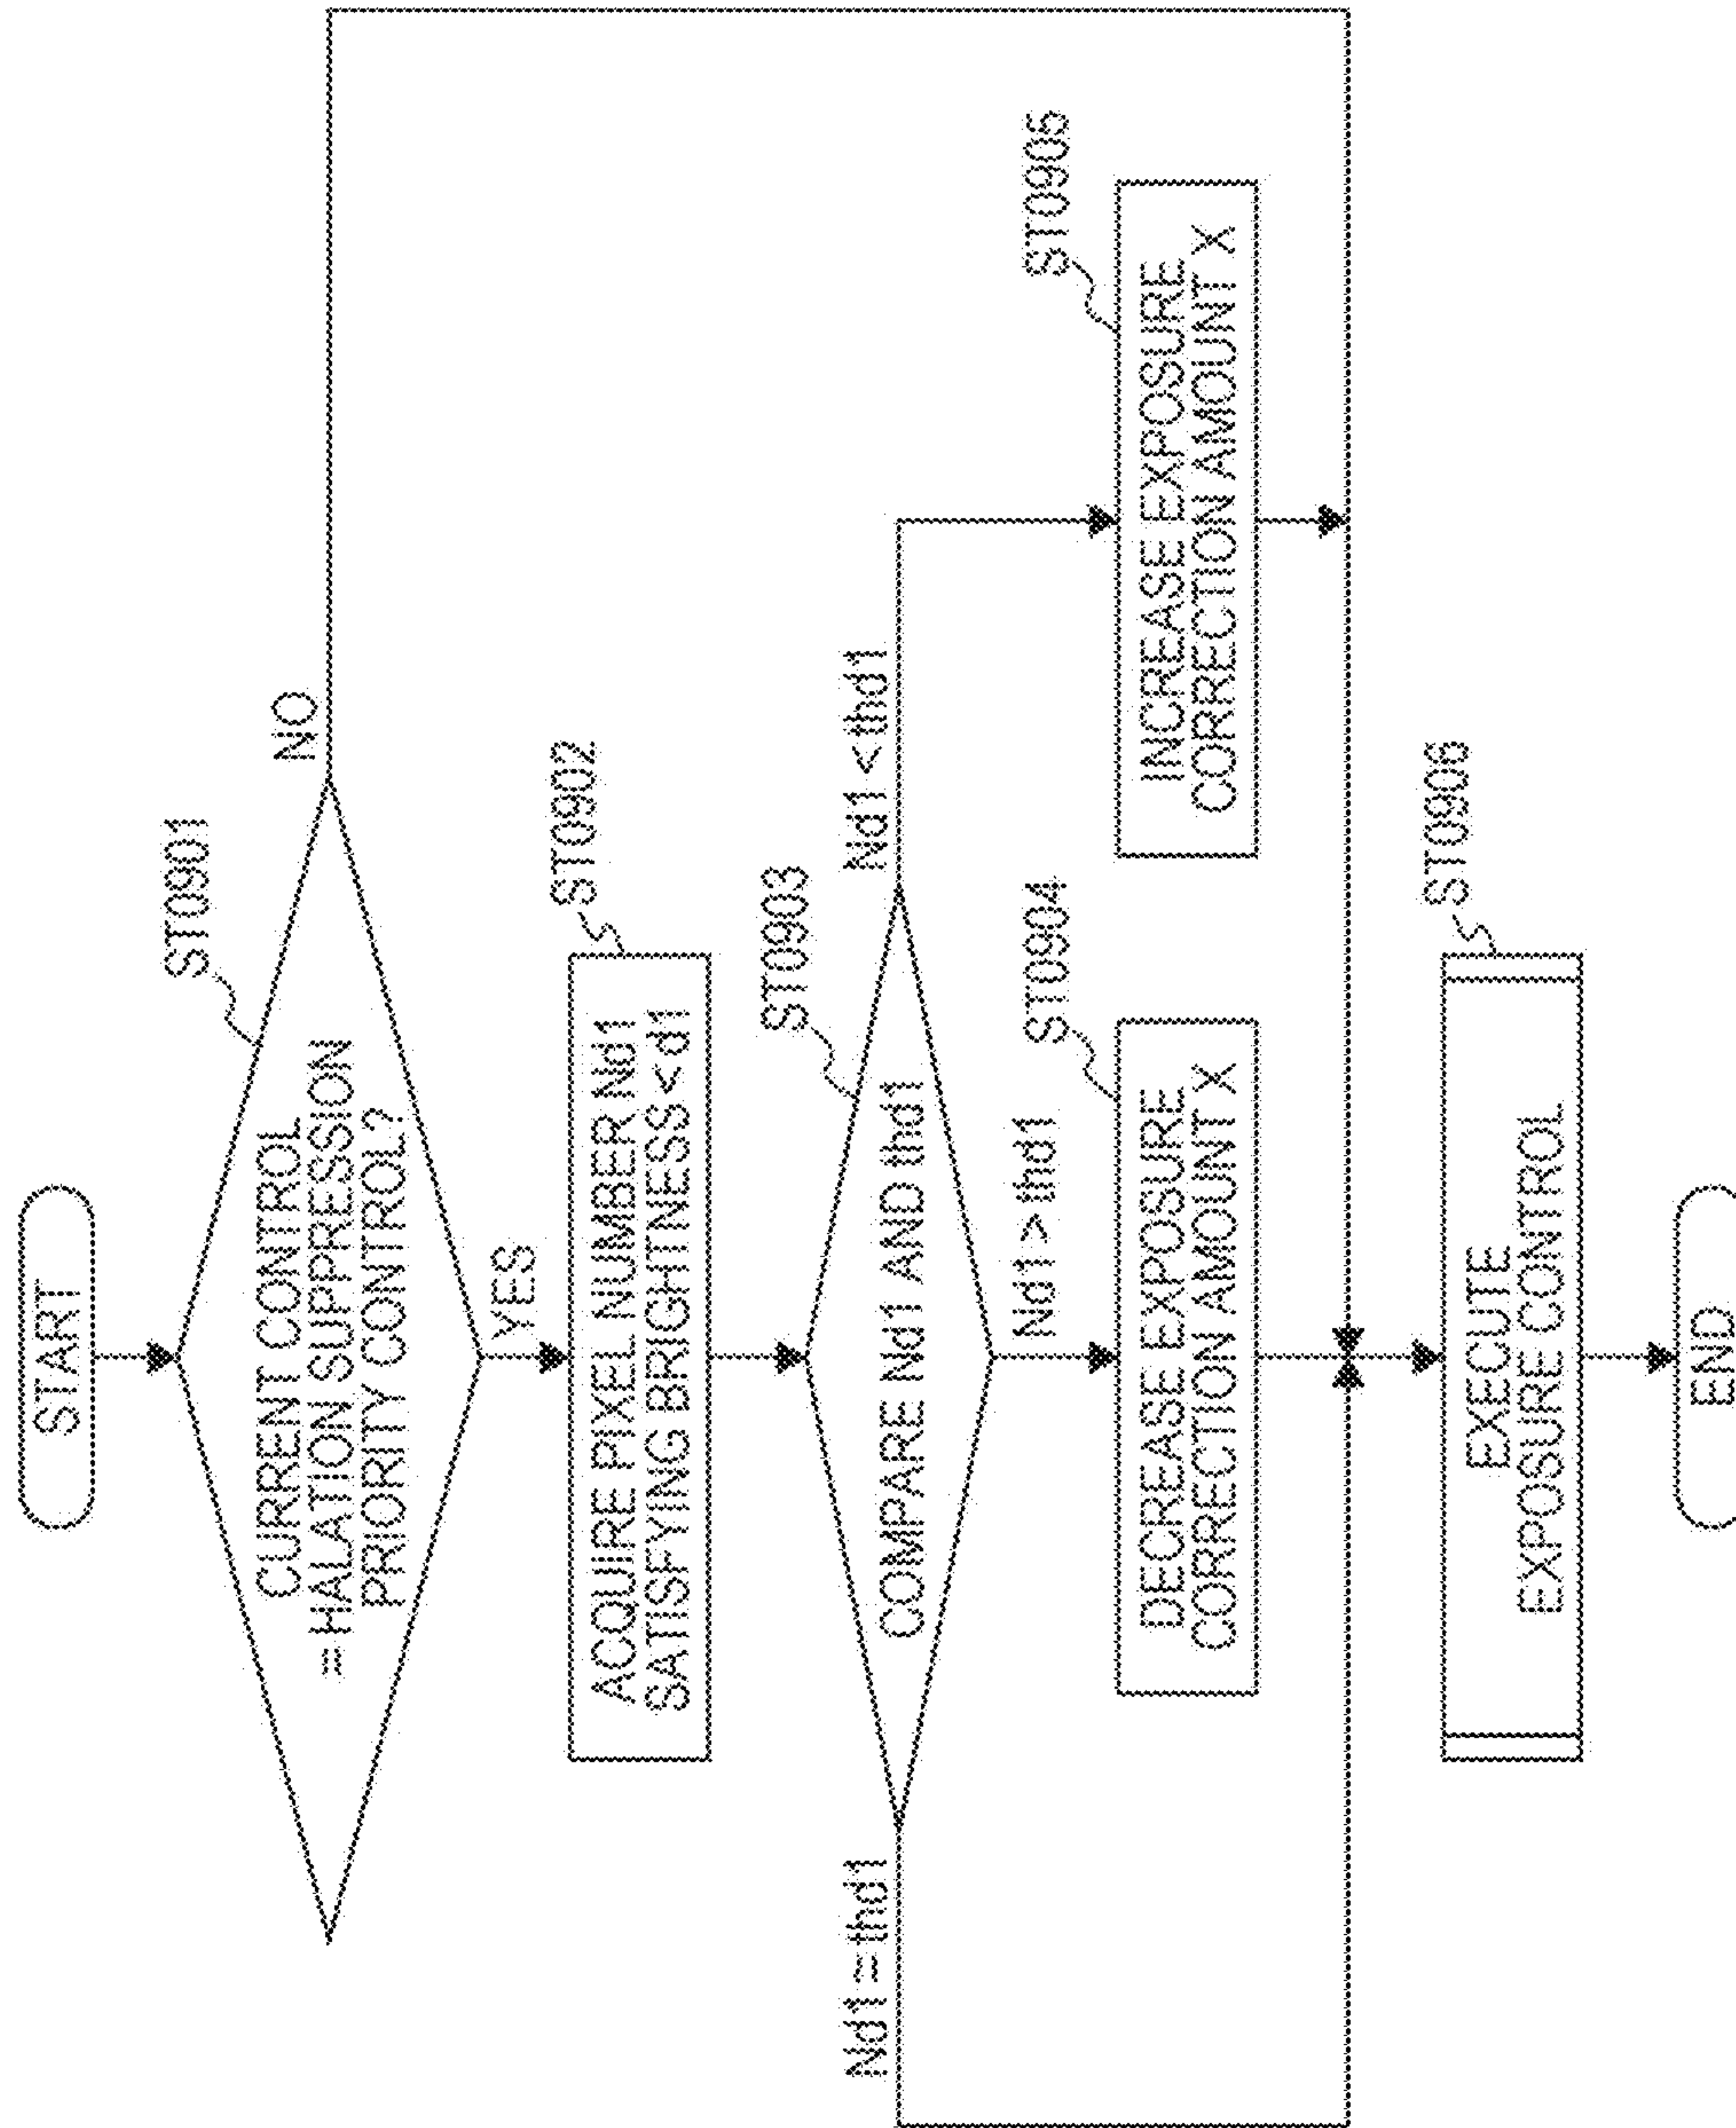 START
ST0901
CURRENT CONTROL
=HALATION SUPPRESSION
PRIORITY CONTROL?
NO
YES
ST0902
ACQUIRE PIXEL NUMBER Nd1
SATISFYING BRIGHTNESS<d1
ST0903
COMPARE Nd1 AND thd1
Nd1=thd1
Nd1<thd1
Nd1>thd1
ST0904
DECREASE EXPOSURE
CORRECTION AMOUNT X
ST0905
INCREASE EXPOSURE
CORRECTION AMOUNT X
ST0906
EXECUTE
EXPOSURE CONTROL
END